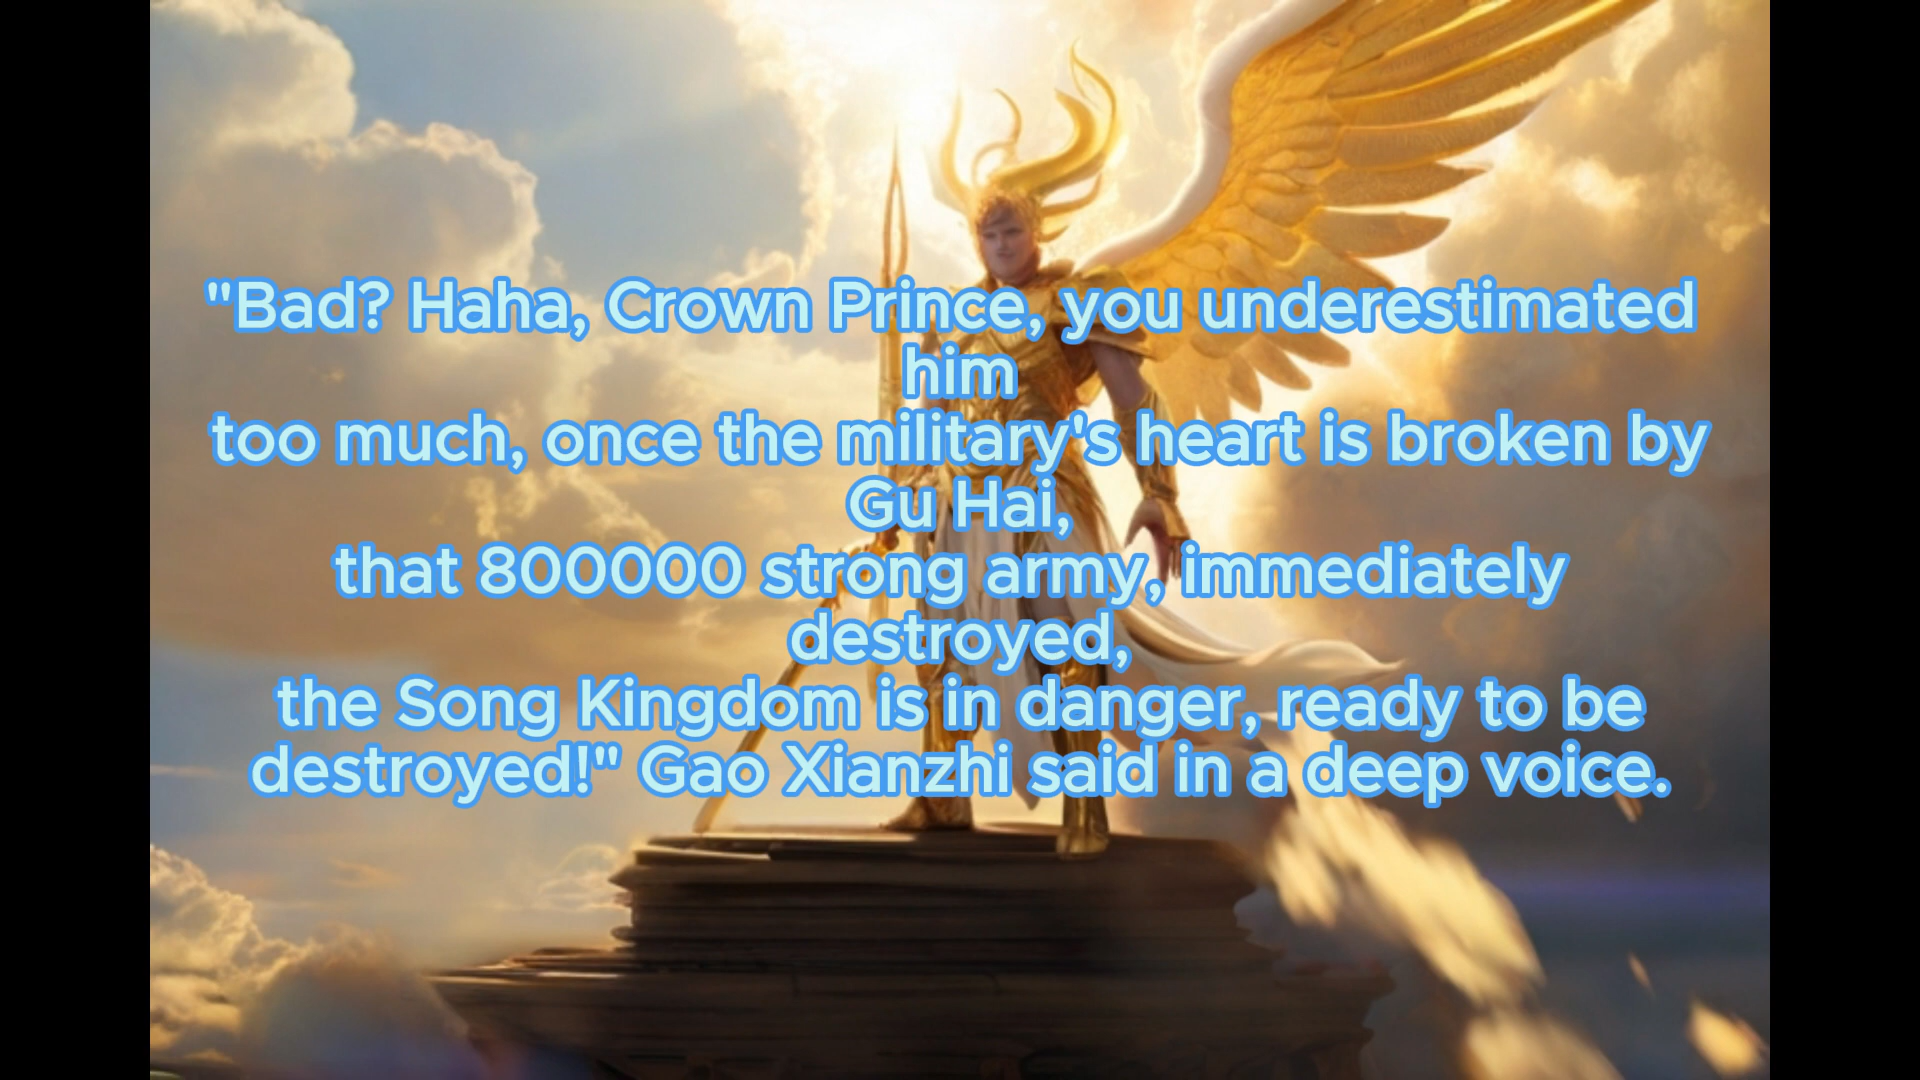 "Bad? Haha, Crown Prince, you underestimated
him
too much, once the military's heart is broken by
Gu Hai,
that 800000 strong army, immediately
destroyed,
the Song Kingdom is in danger, ready to be
destroyed!" Gao Xianzhi said in a deep voice.